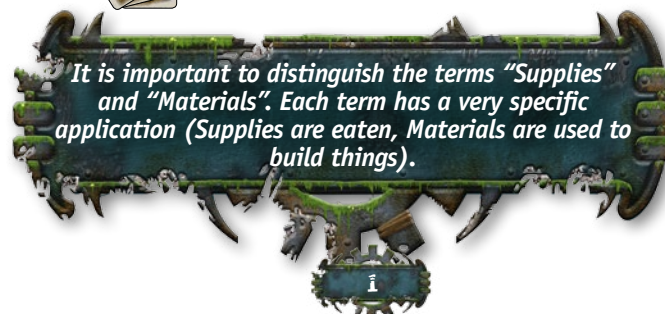 It is important to distinguish the terms “Supplies”
and “Materials”. Each term has a very specific
application (Supplies are eaten, Materials are used to
build things).
1